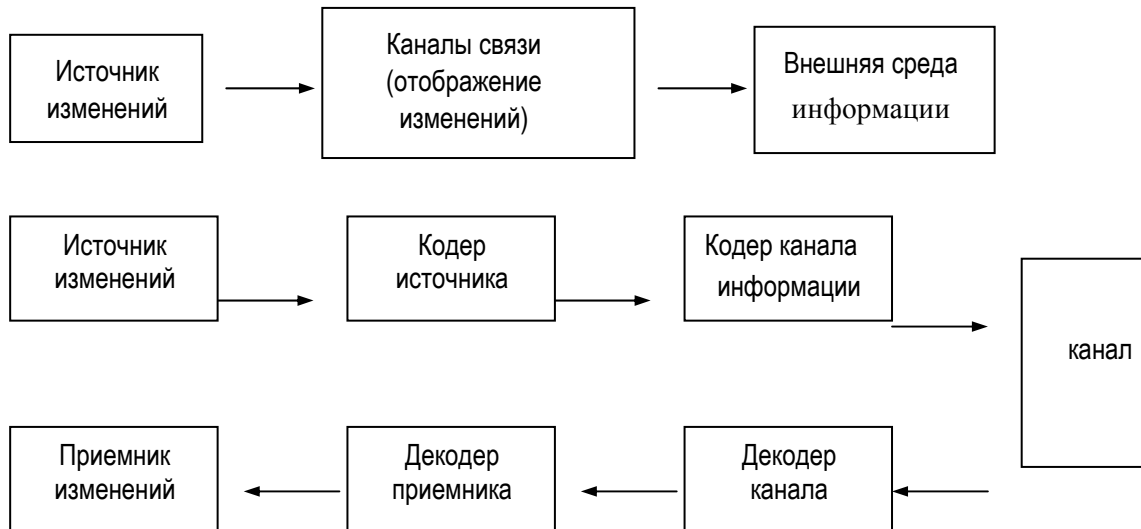 Источник
изменений
Каналы связи
(отображение
изменений)
Внешняя среда
информации
Источник
изменений
Кодер
источника
Кодер канала
информации
канал
Приемник
изменений
Декодер
приемника
Декодер
канала